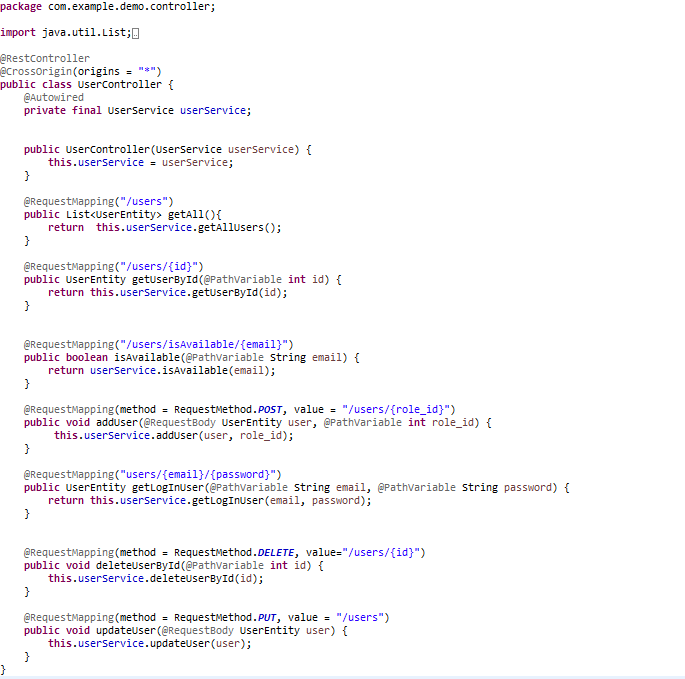 package com.example.demo.controller;
import java.util.List;
@RestController
@CrossOrigin(origins = "*")
public class UserController {
    @Autowired
    private final UserService userService;
    public UserController(UserService userService) {
        this.userService = userService;
    }
    @RequestMapping("/users")
    public List<UserEntity> getAll(){
        return  this.userService.getAllUsers();
    }
    @RequestMapping("/users/{id}")
    public UserEntity getUserById(@PathVariable int id) {
        return this.userService.getUserById(id);
    }
    @RequestMapping("/users/isAvailable/{email}")
    public boolean isAvailable(@PathVariable String email) {
        return userService.isAvailable(email);
    }
    @RequestMapping(method = RequestMethod.POST, value = "/users/{role_id}")
    public void addUser(@RequestBody UserEntity user, @PathVariable int role_id) {
         this.userService.addUser(user, role_id);
    }
    @RequestMapping("users/{email}/{password}")
    public UserEntity getLogInUser(@PathVariable String email, @PathVariable String password) {
        return this.userService.getLogInUser(email, password);
    }
    @RequestMapping(method = RequestMethod.DELETE, value="/users/{id}")
    public void deleteUserById(@PathVariable int id) {
        this.userService.deleteUserById(id);
    }
    @RequestMapping(method = RequestMethod.PUT, value = "/users")
    public void updateUser(@RequestBody UserEntity user) {
        this.userService.updateUser(user);
    }
}